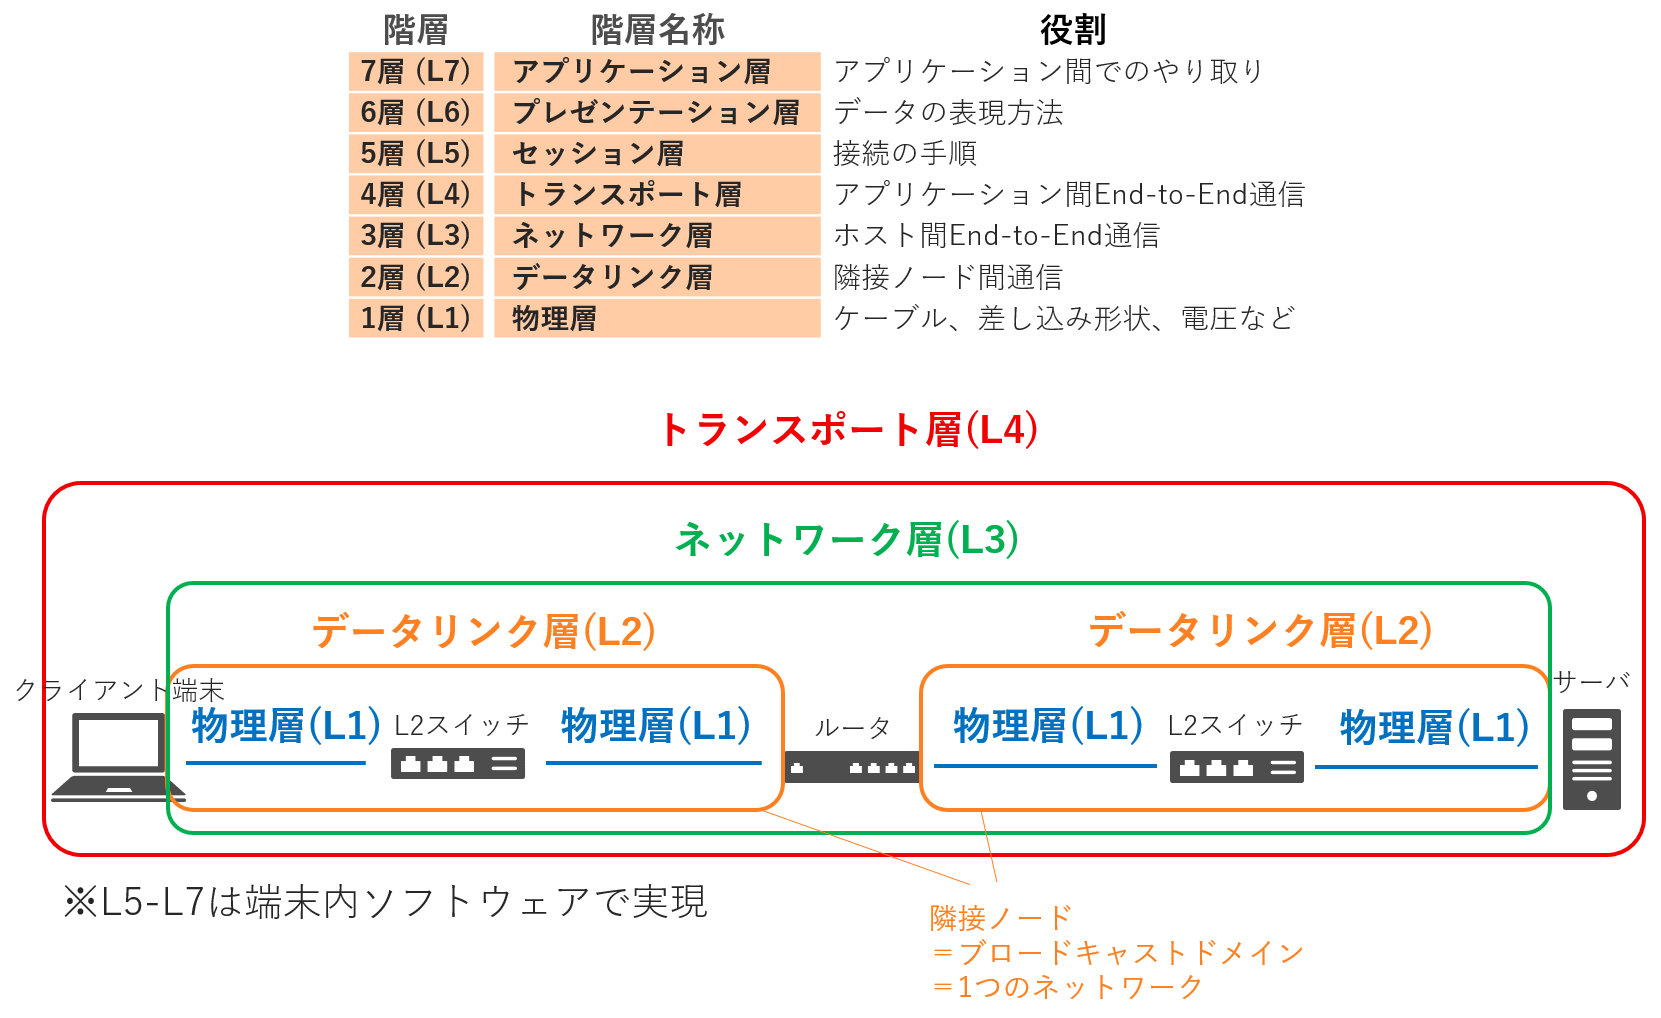 階層 階層名称 役割
7層 (L7) アプリケーション層 アプリケーション間でのやり取り
6層 (L6) プレゼンテーション層 データの表現方法
5層 (L5) セッション層 接続の手順
4層 (L4) トランスポート層 アプリケーション間End-to-End通信
3層 (L3) ネットワーク層 ホスト間End-to-End通信
2層 (L2) データリンク層 隣接ノード間通信
1層 (L1) 物理層 ケーブル、差し込み形状、電圧など
トランスポート層(L4)
ネットワーク層(L3)
データリンク層(L2) データリンク層(L2)
クライアント端末 サーバ
物理層(L1) L2スイッチ 物理層(L1) ルータ 物理層(L1) L2スイッチ 物理層(L1)
※L5-L7は端末内ソフトウェアで実現
隣接ノード
＝ブロードキャストドメイン
＝1つのネットワーク